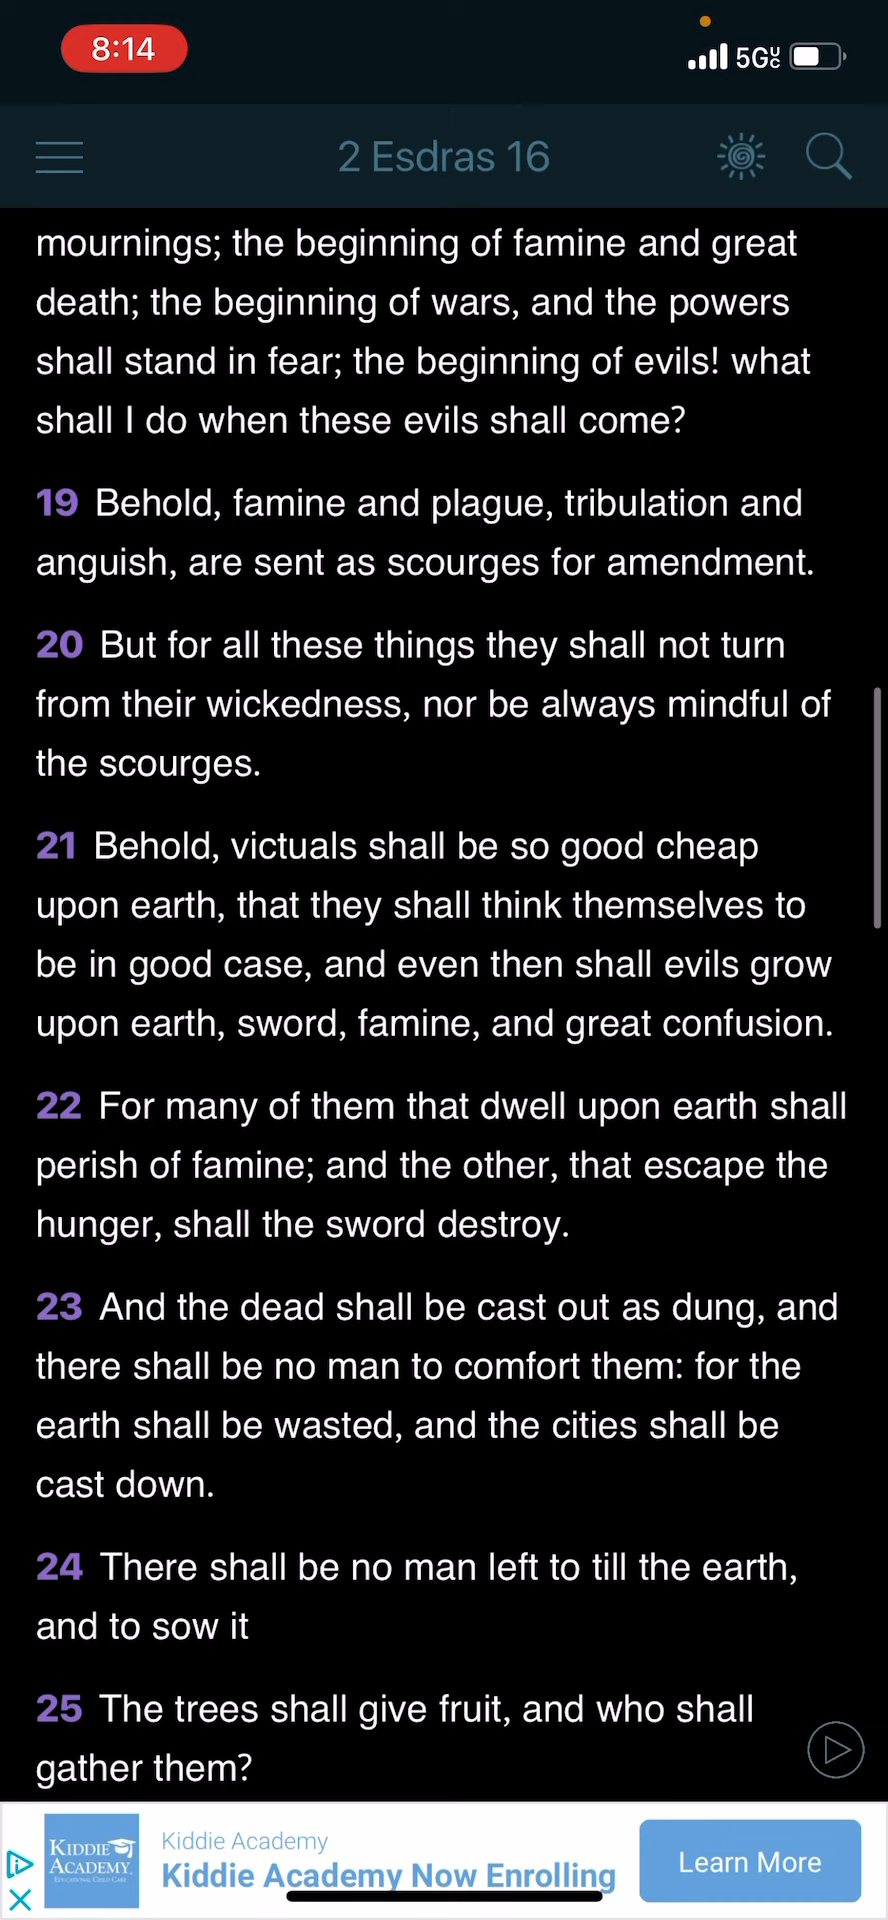 8:14
5G
2 Esdras 16
mournings; the beginning of famine and great
death; the beginning of wars, and the powers
shall stand in fear; the beginning of evils! what
shall I do when these evils shall come?
19 Behold, famine and plague, tribulation and
anguish, are sent as scourges for amendment.
20 But for all these things they shall not turn
from their wickedness, nor be always mindful of
the scourges.
21 Behold, victuals shall be so good cheap
upon earth, that they shall think themselves to
be in good case, and even then shall evils grow
upon earth, sword, famine, and great confusion.
22 For many of them that dwell upon earth shall
perish of famine; and the other, that escape the
hunger, shall the sword destroy.
23 And the dead shall be cast out as dung, and
there shall be no man to comfort them: for the
earth shall be wasted, and the cities shall be
cast down.
24 There shall be no man left to till the earth,
and to sow it
25 The trees shall give fruit, and who shall
gather them?
KIDDIE
ACADEMY
EDUCATIONAL CHILD CARE
Kiddie Academy
Kiddie Academy Now Enrolling
Learn More